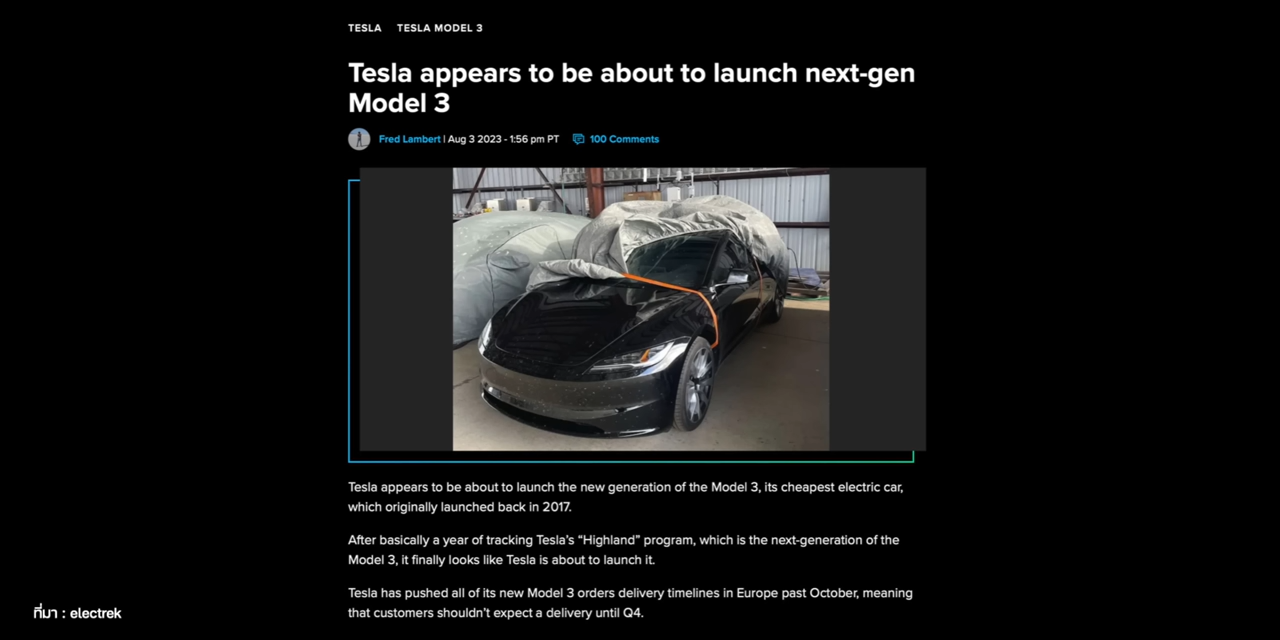 TESLA TESLA MODEL 3
Tesla appears to be about to launch next-gen
Model 3
Fred Lambert | Aug 3 2023 - 1:56 pm PT 100 Comments
Tesla appears to be about to launch the new generation of the Model 3, its cheapest electric car,
which originally launched back in 2017.
After basically a year of tracking Tesla’s “Highland” program, which is the next-generation of the
Model 3, it finally looks like Tesla is about to launch it.
Tesla has pushed all of its new Model 3 orders delivery timelines in Europe past October, meaning
that customers shouldn’t expect a delivery until Q4.
ที่มา : electrek